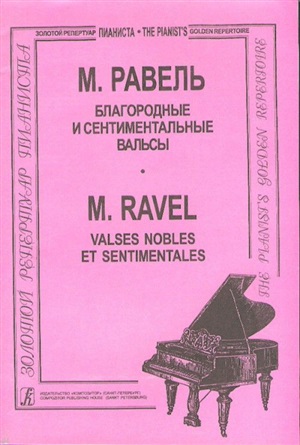 ЗОЛОТОЙ РЕПЕРТУАР ПИАНИСТА • THE PIANIST'S GOLDEN REPERTOIRE
М. РАВЕЛЬ
БЛАГОРОДНЫЕ
И СЕНТИМЕНТАЛЬНЫЕ
ВАЛЬСЫ
•
M. RAVEL
VALSES NOBLES
ET SENTIMENTALES
ЗОЛОТОЙ РЕПЕРТУАР ПИАНИСТА
THE PIANIST'S GOLDEN REPERTOIRE
ИЗДАТЕЛЬСТВО «КОМПОЗИТОР» (САНКТ-ПЕТЕРБУРГ)
COMPOSITOR PUBLISHING HOUSE (SAINT-PETERSBURG)